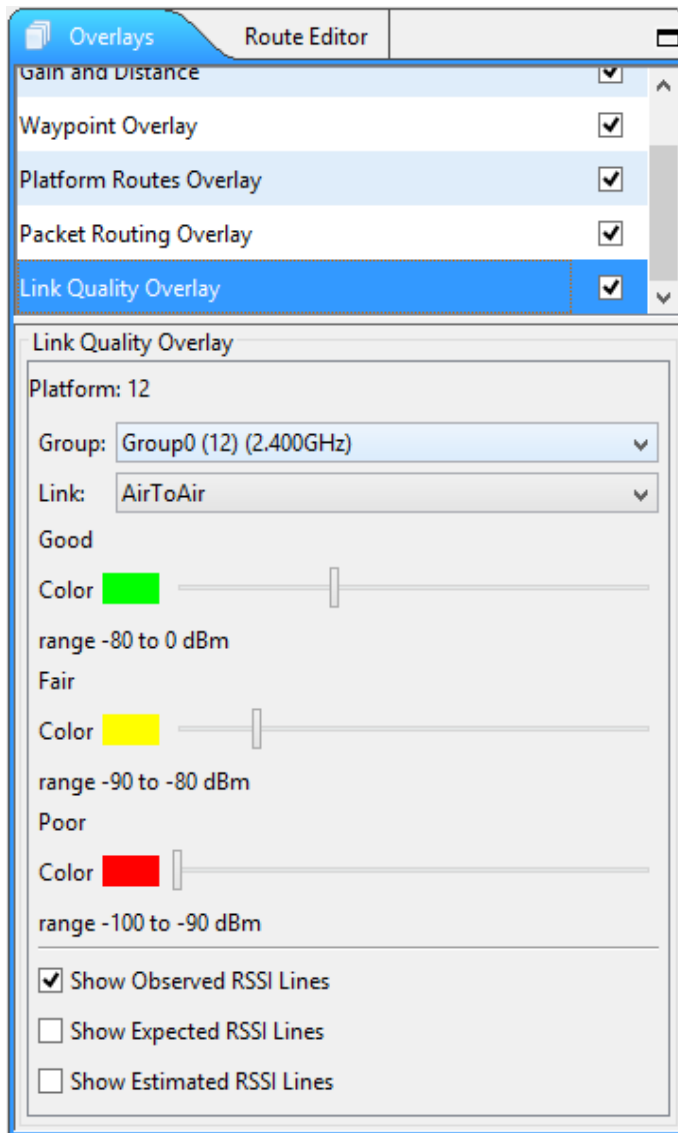 Overlays Route Editor
Gain and Distance
Waypoint Overlay
Platform Routes Overlay
Packet Routing Overlay
Link Quality Overlay
Link Quality Overlay
Platform: 12
Group: Group0 (12) (2.400GHz)
Link: AirToAir
Good
Color
range -80 to 0 dBm
Fair
Color
range -90 to -80 dBm
Poor
Color
range -100 to -90 dBm
Show Observed RSSI Lines
Show Expected RSSI Lines
Show Estimated RSSI Lines